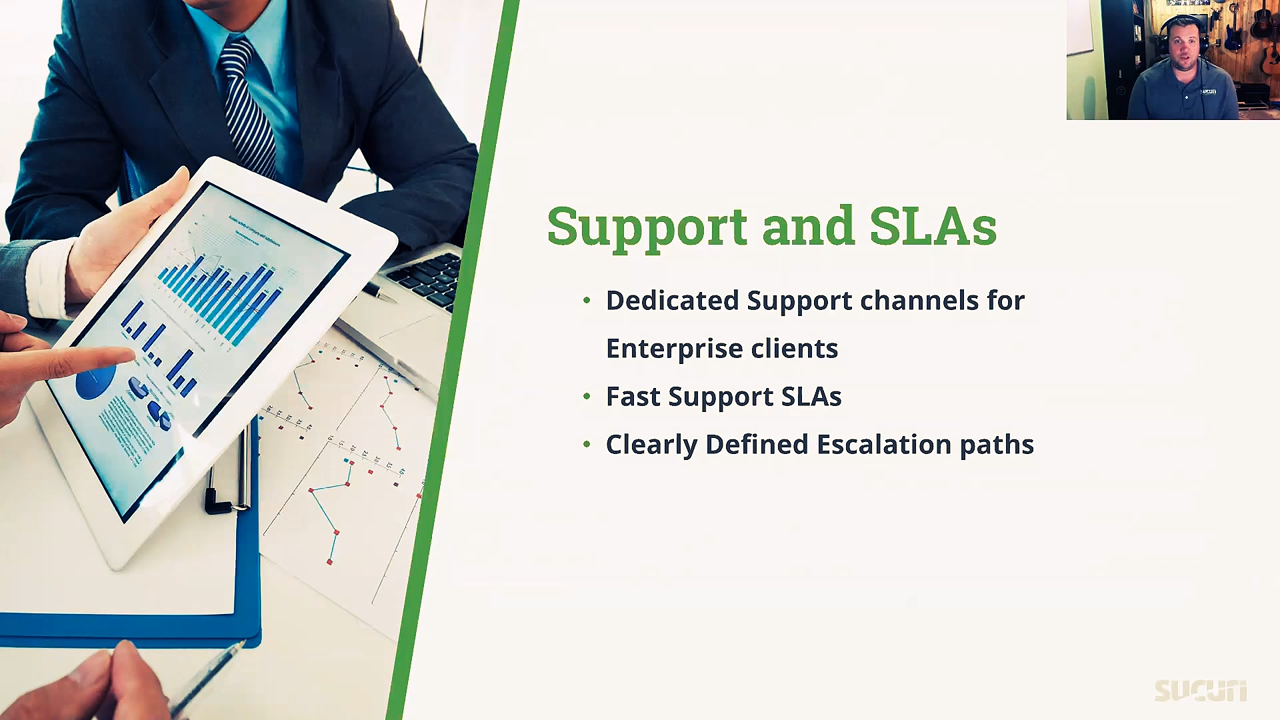 Support and SLAs
• Dedicated Support channels for
Enterprise clients
• Fast Support SLAs
• Clearly Defined Escalation paths
sucuri